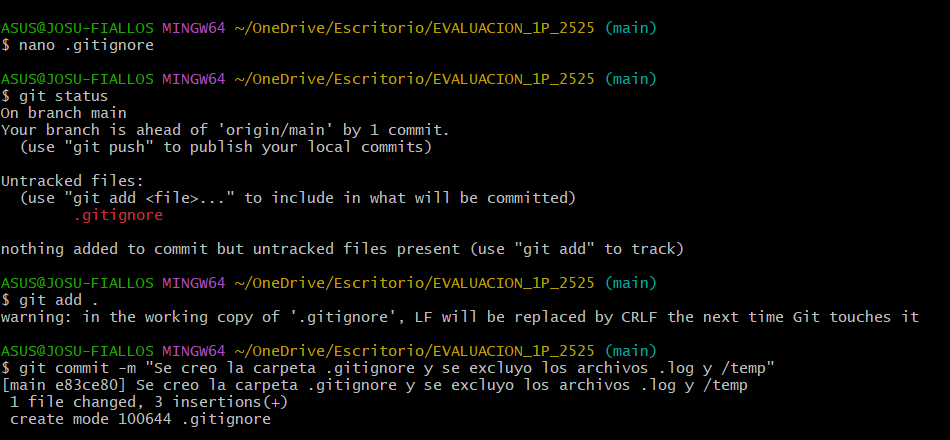 ASUS@JOSU-FIALLOS MINGW64 ~/OneDrive/Escritorio/EVALUACION_1P_2525 (main)
$ nano .gitignore
ASUS@JOSU-FIALLOS MINGW64 ~/OneDrive/Escritorio/EVALUACION_1P_2525 (main)
$ git status
On branch main
Your branch is ahead of 'origin/main' by 1 commit.
  (use "git push" to publish your local commits)
Untracked files:
  (use "git add <file>..." to include in what will be committed)
        .gitignore
nothing added to commit but untracked files present (use "git add" to track)
ASUS@JOSU-FIALLOS MINGW64 ~/OneDrive/Escritorio/EVALUACION_1P_2525 (main)
$ git add .
warning: in the working copy of '.gitignore', LF will be replaced by CRLF the next time Git touches it
ASUS@JOSU-FIALLOS MINGW64 ~/OneDrive/Escritorio/EVALUACION_1P_2525 (main)
$ git commit -m "Se creo la carpeta .gitignore y se excluyo los archivos .log y /temp"
[main e83ce80] Se creo la carpeta .gitignore y se excluyo los archivos .log y /temp
 1 file changed, 3 insertions(+)
 create mode 100644 .gitignore